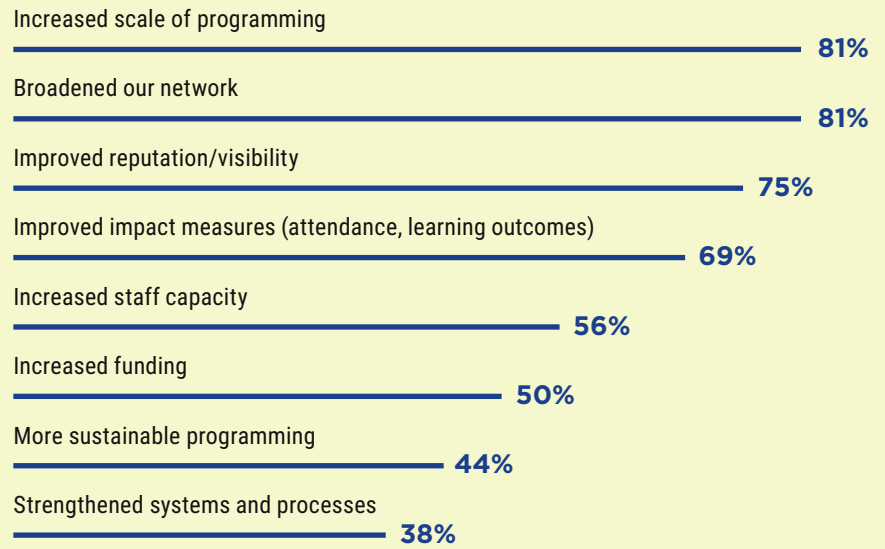 Increased scale of programming
81%
Broadened our network
81%
Improved reputation/visibility
75%
Improved impact measures (attendance, learning outcomes)
69%
Increased staff capacity
56%
Increased funding
50%
More sustainable programming
44%
Strengthened systems and processes
38%